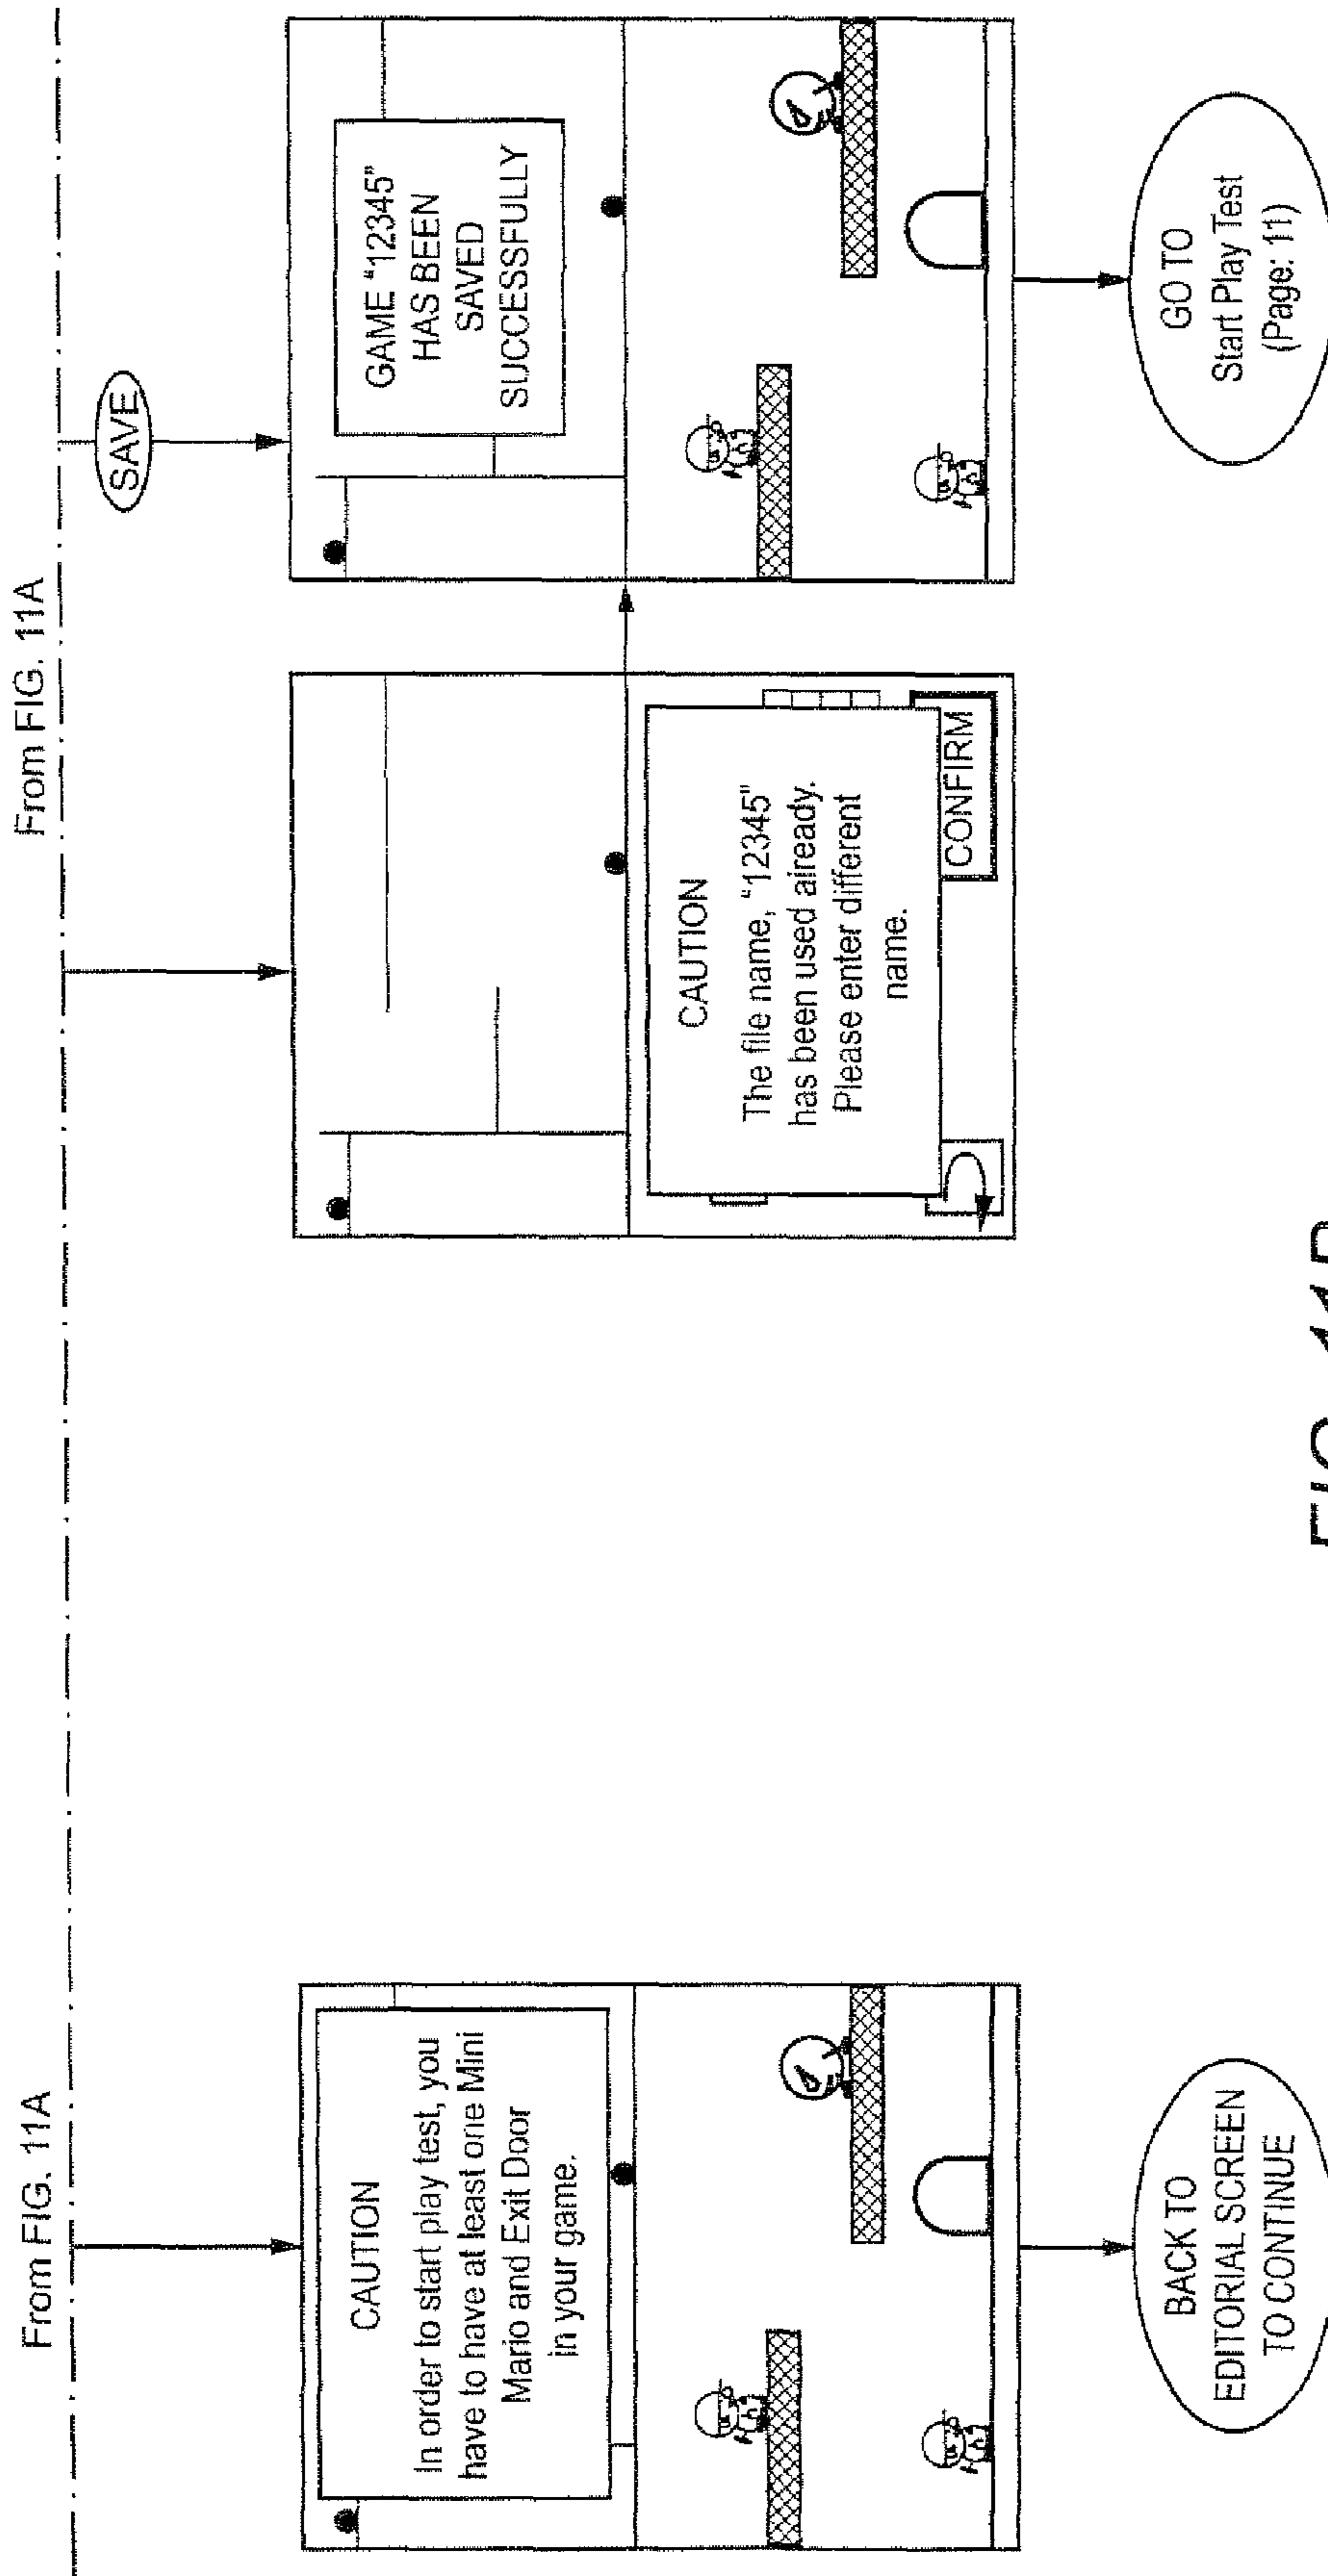 From FIG. 11A
From FIG. 11A
SAVE
CAUTION
In order to start play test, you
have to have at least one Mini
Mario and Exit Door
in your game.
CAUTION
The file name, "12345"
has been used already.
Please enter different
name.
CONFIRM
GAME "12345"
HAS BEEN
SAVED
SUCCESSFULLY
BACK TO
EDITORIAL SCREEN
TO CONTINUE
GO TO
Start Play Test
(Page: 11)
FIG.